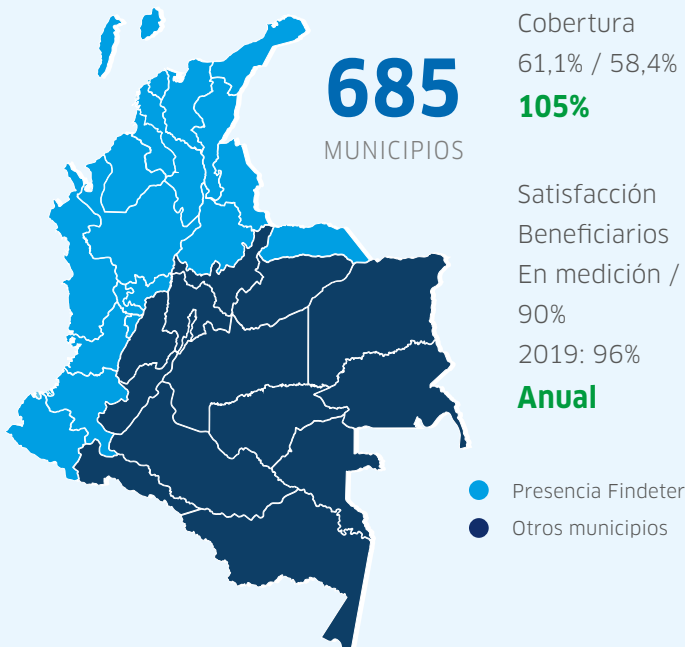 685
MUNICIPIOS
Cobertura
61,1% / 58,4%
105%
Satisfacción
Beneficiarios
En medición /
90%
2019: 96%
Anual
Presencia Findeter
Otros municipios